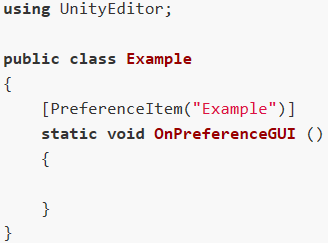 using UnityEditor;
public class Example
{
    [PreferenceItem("Example")]
    static void OnPreferenceGUI ()
    {
    }
}